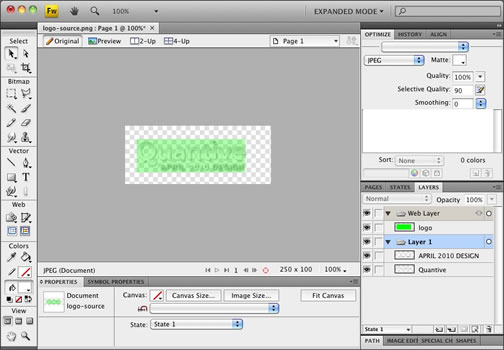 Fw
100%
EXPANDED MODE
logo-source.png : Page 1 @ 100%*
Select
Original
Preview
2-Up
4-Up
Page 1
OPTIMIZE
HISTORY
ALIGN
JPEG
Matte:
Quality: 100%
Selective Quality: 90
Smoothing: 0
Bitmap
Vector
Web
Colors
View
Quantive
APRIL 2010 DESIGN
Sort: None
0 colors
PAGES
STATES
LAYERS
Normal
Opacity 100%
Web Layer
logo
Layer 1
APRIL 2010 DESIGN
Quantive
JPEG (Document)
1
250 x 100
100%
PROPERTIES
SYMBOL PROPERTIES
Document
logo-source
Canvas:
Canvas Size...
Image Size...
Fit Canvas
State: State 1
State 1
PATH
IMAGE EDIT
SPECIAL CH
SHAPES